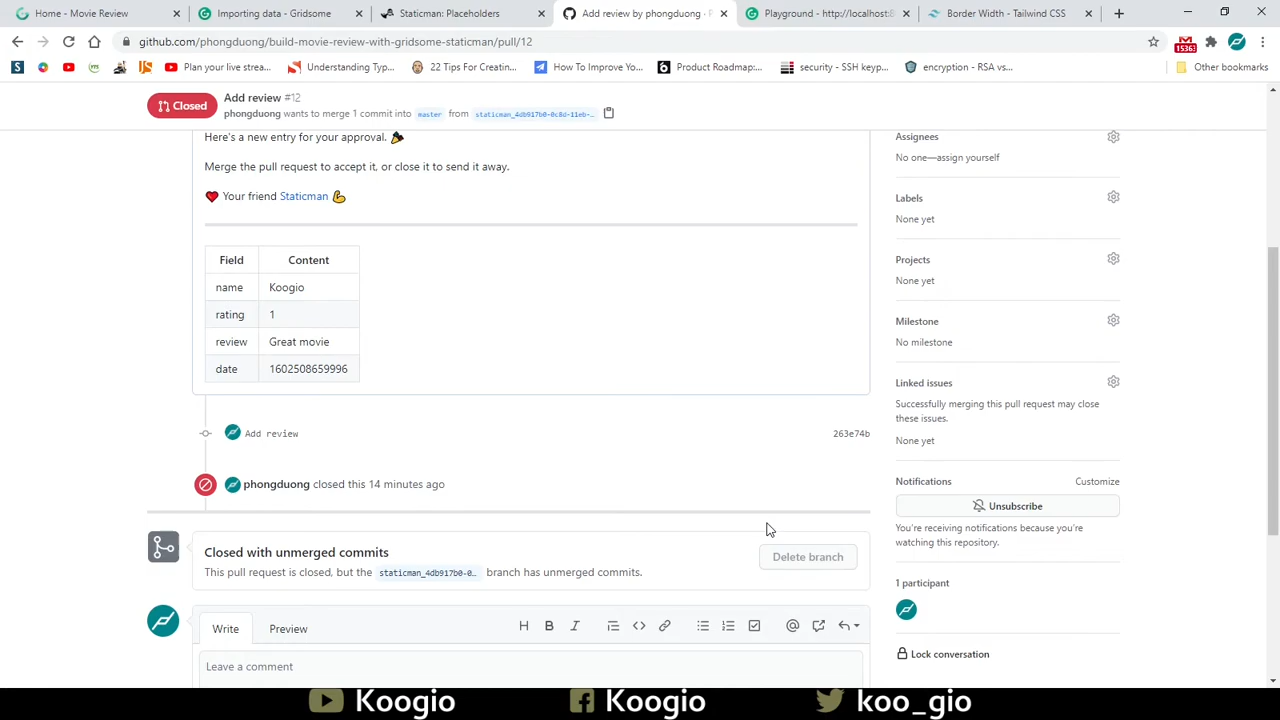 Home - Movie Review
Importing data - Gridsome
Staticman: Placeholders
Add review by phongduong · P
Playground - http://localhost:8
Border Width - Tailwind CSS
github.com/phongduong/build-movie-review-with-gridsome-staticman/pull/12
15363
Plan your live strea...
Understanding Typ...
22 Tips For Creatin...
How To Improve Yo...
Product Roadmap:...
security - SSH keyp...
encryption - RSA vs...
Other bookmarks
Closed
Add review #12
phongduong wants to merge 1 commit into master from staticman_4db917b0-0c8d-11eb-...
Here's a new entry for your approval.
Merge the pull request to accept it, or close it to send it away.
Your friend Staticman
Field Content
name Koogio
rating 1
review Great movie
date 1602508659996
Add review 263e74b
phongduong closed this 14 minutes ago
Closed with unmerged commits
This pull request is closed, but the staticman_4db917b0-0… branch has unmerged commits.
Delete branch
Write Preview
Leave a comment
Assignees
No one—assign yourself
Labels
None yet
Projects
None yet
Milestone
No milestone
Linked issues
Successfully merging this pull request may close
these issues.
None yet
Notifications Customize
Unsubscribe
You're receiving notifications because you're
watching this repository.
1 participant
Lock conversation
Koogio Koogio koo_gio